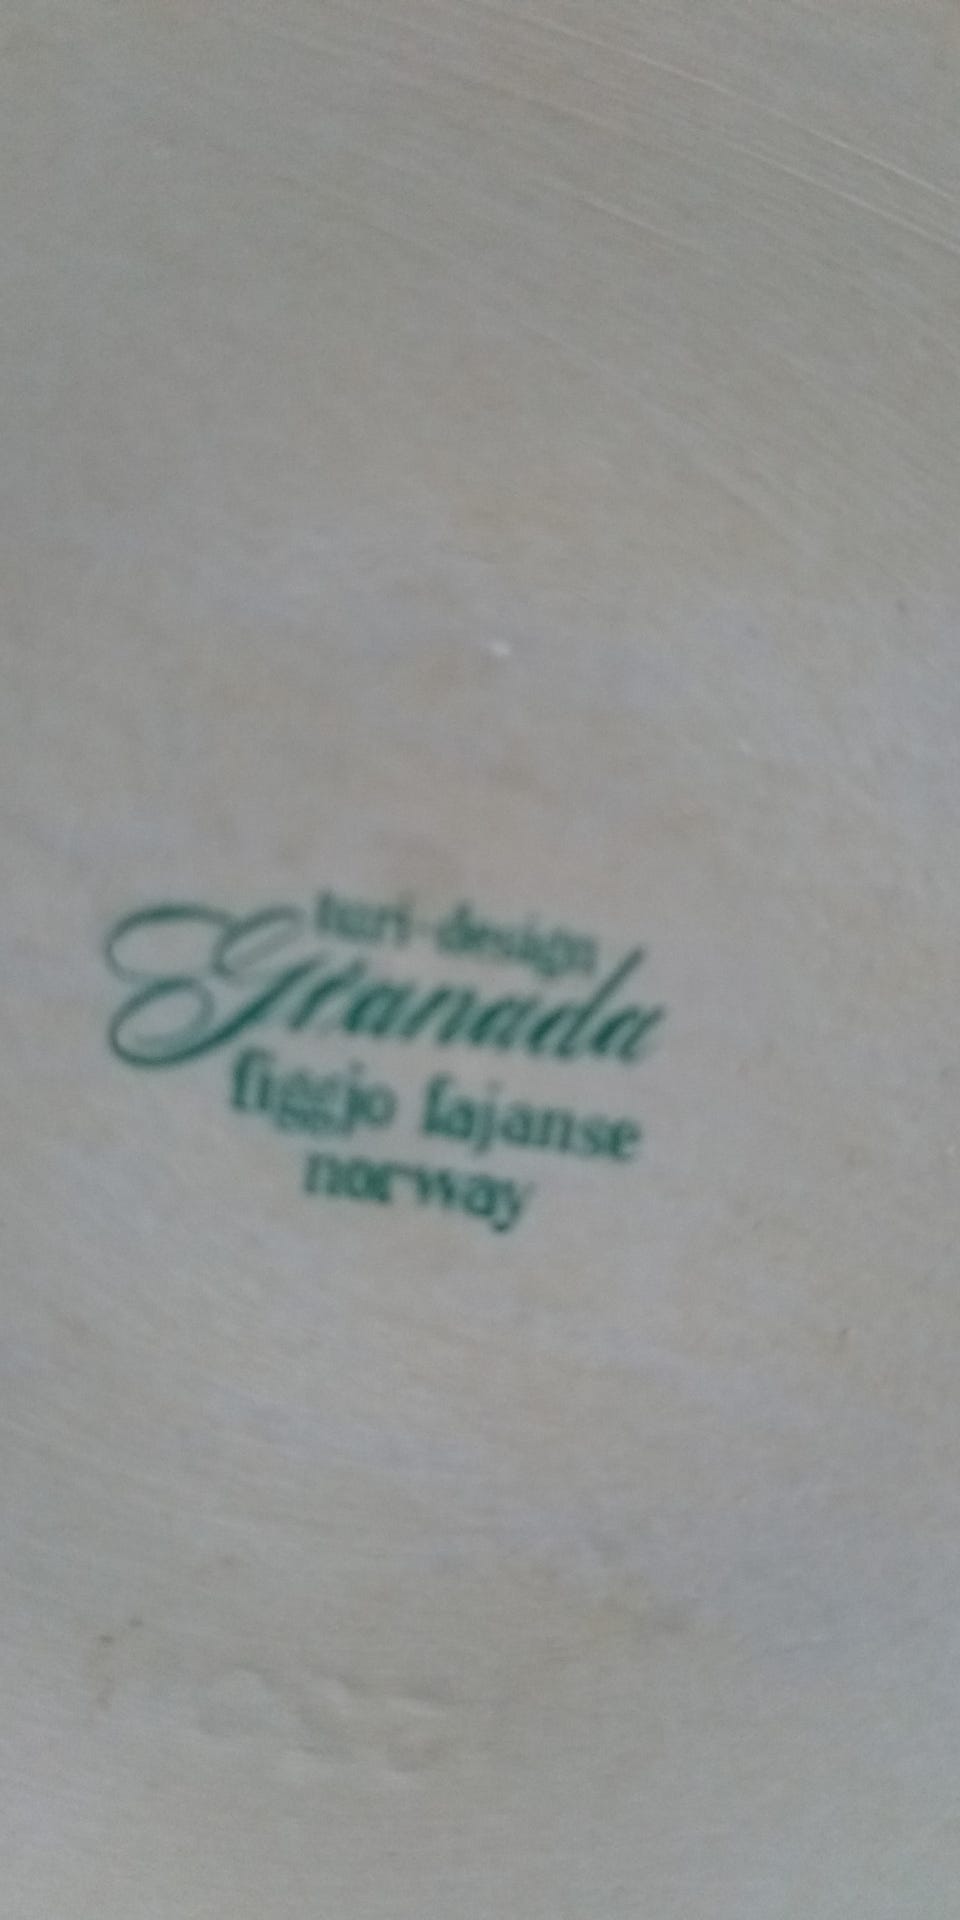 turi-design
Granada
figgjo fajanse
norway